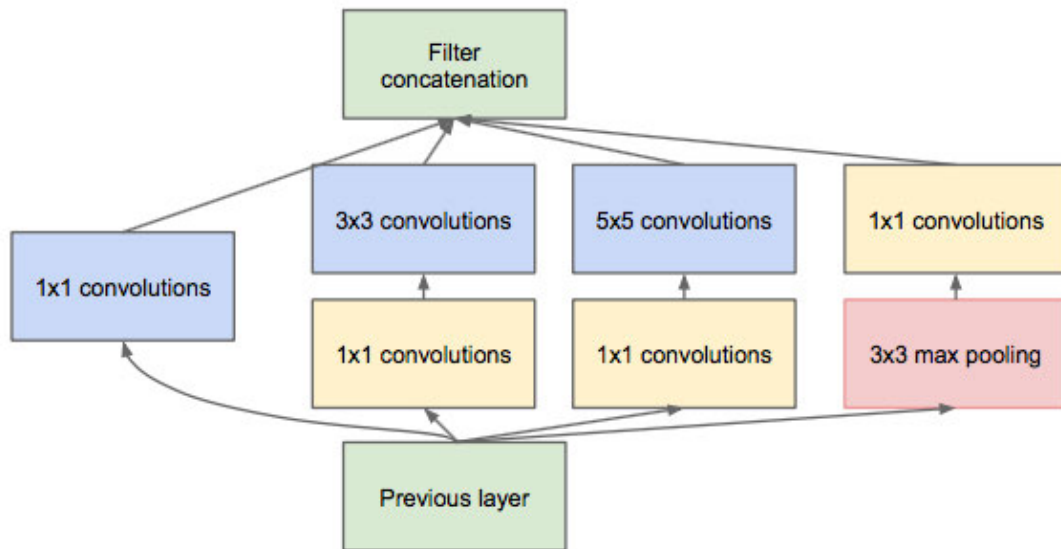 Filter
concatenation
3x3 convolutions
5x5 convolutions
1x1 convolutions
1x1 convolutions
1x1 convolutions
1x1 convolutions
3x3 max pooling
Previous layer